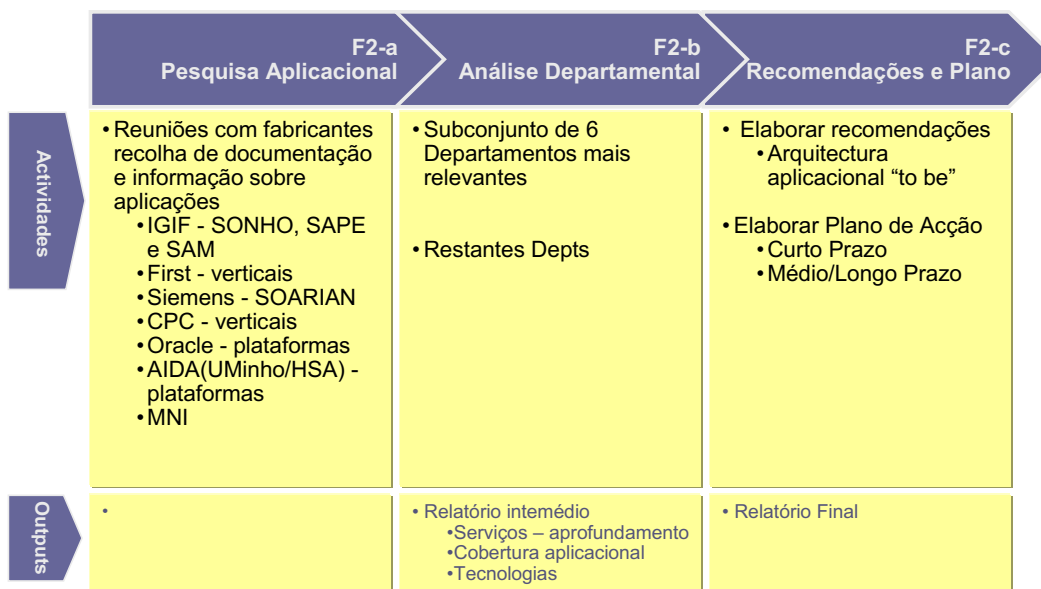 F2-a
Pesquisa Aplicacional
F2-b
Análise Departamental
F2-c
Recomendações e Plano
Actividades
• Reuniões com fabricantes
recolha de documentação
e informação sobre
aplicações
• IGIF - SONHO, SAPE
e SAM
• First - verticais
• Siemens - SOARIAN
• CPC - verticais
• Oracle - plataformas
• AIDA(UMinho/HSA) -
plataformas
• MNI
• Subconjunto de 6
Departamentos mais
relevantes
• Restantes Depts
• Elaborar recomendações
• Arquitectura
aplicacional “to be”
• Elaborar Plano de Acção
• Curto Prazo
• Médio/Longo Prazo
Outputs
•
• Relatório intemédio
•Serviços – aprofundamento
•Cobertura aplicacional
•Tecnologias
• Relatório Final